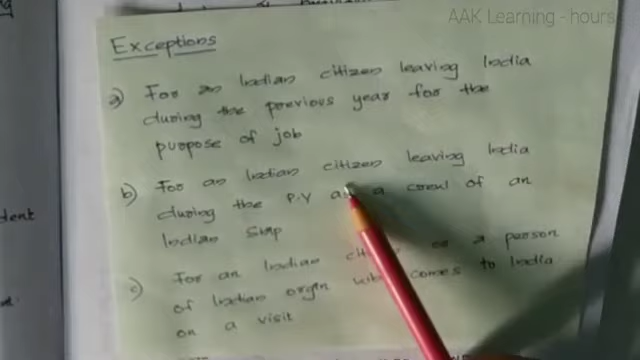 AAK Learning - hours
Exceptions
a) For an Indian citizen leaving India
during the previous year for the
purpose of job
b) For an Indian citizen leaving India
during the P.Y as a crew of an
Indian Ship
c) For an Indian or a person
of Indian origin who comes to India
on a visit
dent